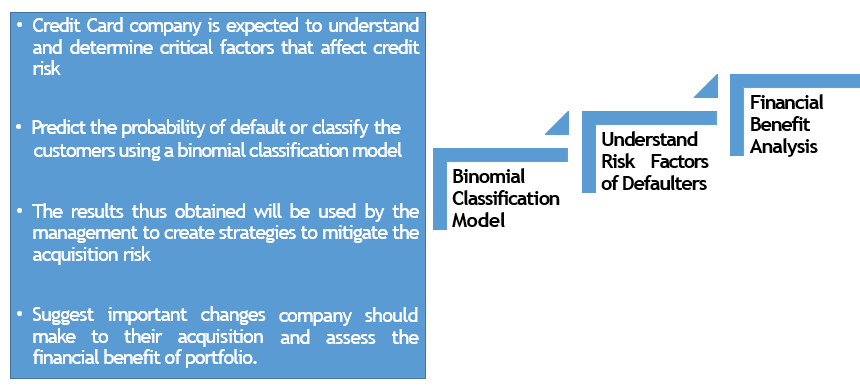 • Credit Card company is expected to understand
and determine critical factors that affect credit
risk
• Predict the probability of default or classify the
customers using a binomial classification model
• The results thus obtained will be used by the
management to create strategies to mitigate the
acquisition risk
• Suggest important changes company should
make to their acquisition and assess the
financial benefit of portfolio.
Binomial
Classification
Model
Understand
Risk Factors
of Defaulters
Financial
Benefit
Analysis